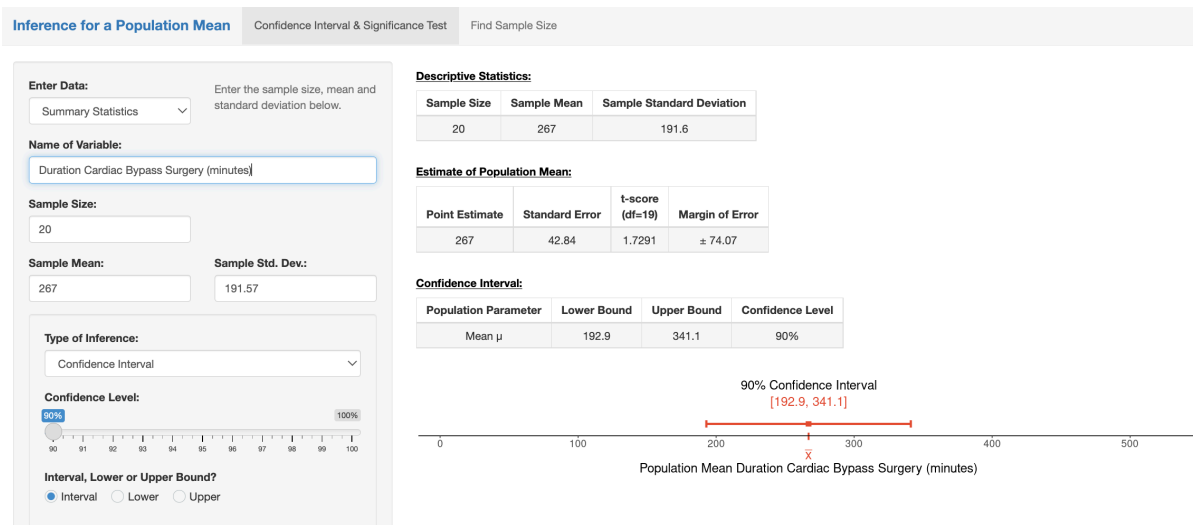 Inference for a Population Mean
Confidence Interval & Significance Test
Find Sample Size
Enter Data:
Summary Statistics
Enter the sample size, mean and
standard deviation below.
Name of Variable:
Duration Cardiac Bypass Surgery (minutes)
Sample Size:
20
Sample Mean: Sample Std. Dev.:
267 191.57
Type of Inference:
Confidence Interval
Confidence Level:
90% 100%
90 91 92 93 94 95 96 97 98 99 100
Interval, Lower or Upper Bound?
Interval Lower Upper
Descriptive Statistics:
Sample Size Sample Mean Sample Standard Deviation
20 267 191.6
Estimate of Population Mean:
t-score
Point Estimate Standard Error (df=19) Margin of Error
267 42.84 1.7291 ± 74.07
Confidence Interval:
Population Parameter Lower Bound Upper Bound Confidence Level
Mean μ 192.9 341.1 90%
90% Confidence Interval
[192.9, 341.1]
0 100 200 300 400 500
x̄
Population Mean Duration Cardiac Bypass Surgery (minutes)